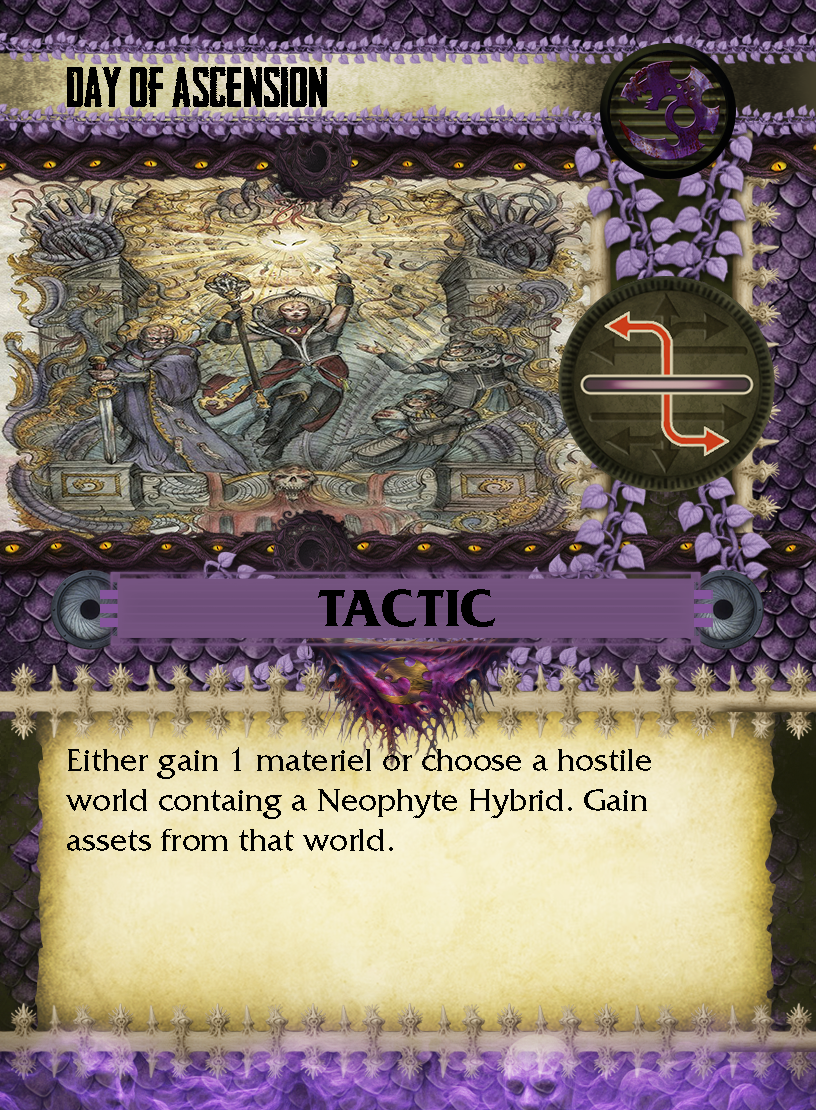 DAY OF ASCENSION
TACTIC
Either gain 1 materiel or choose a hostile
world containg a Neophyte Hybrid. Gain
assets from that world.